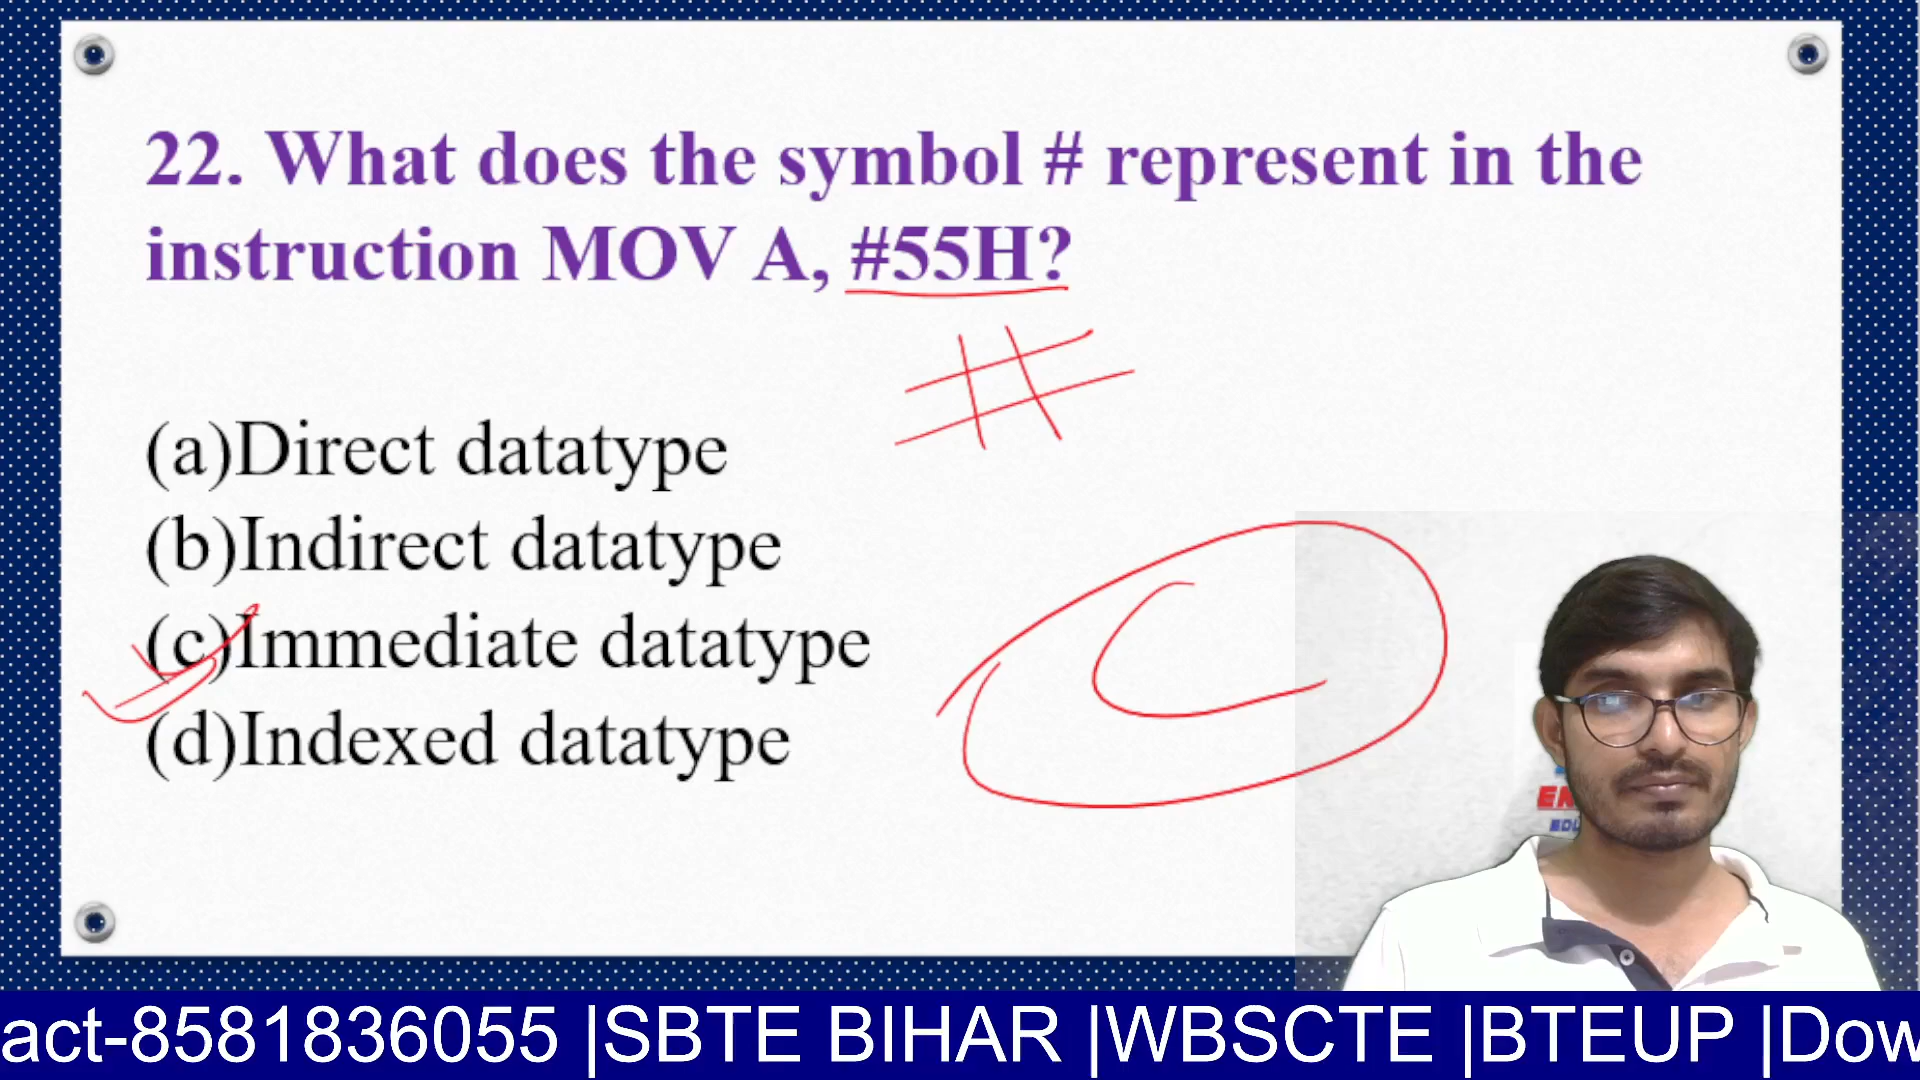 22. What does the symbol # represent in the
instruction MOV A, #55H?
#
(a)Direct datatype
(b)Indirect datatype
(c)Immediate datatype
(d)Indexed datatype
act-8581836055 |SBTE BIHAR |WBSCTE |BTEUP |Dow